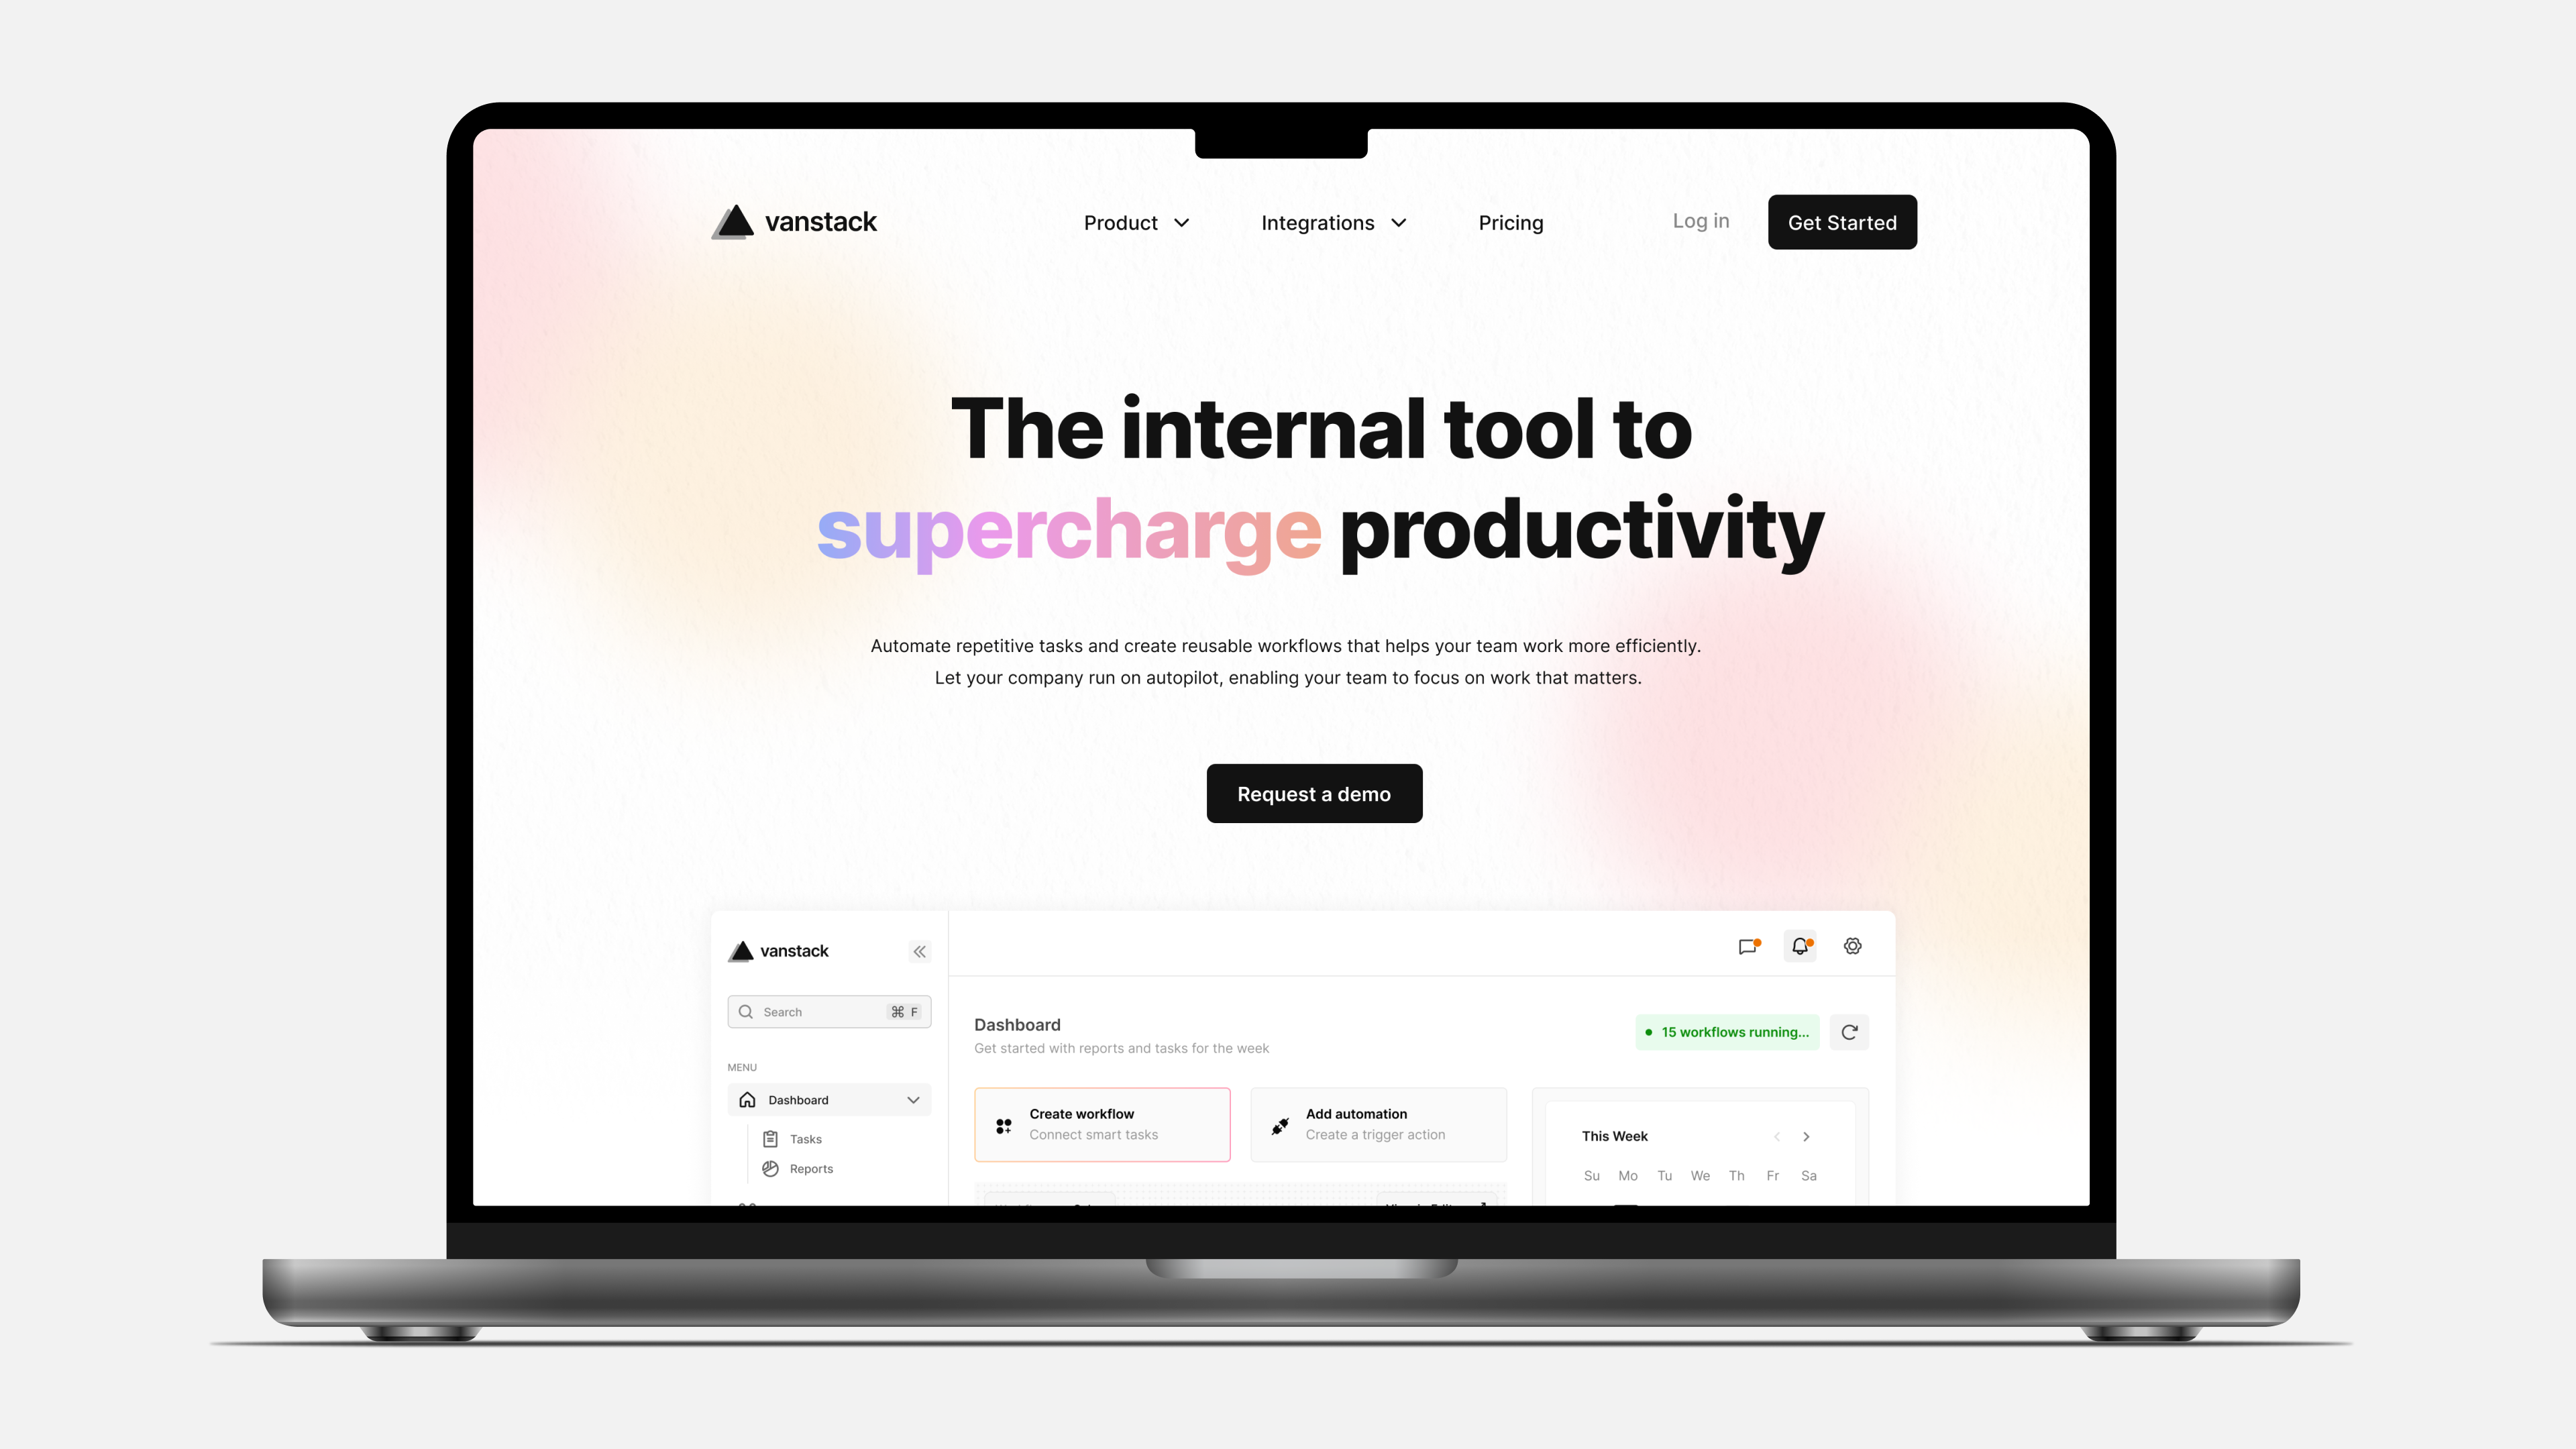 vanstack
Product
Integrations
Pricing
Log in
Get Started
The internal tool to
supercharge productivity
Automate repetitive tasks and create reusable workflows that helps your team work more efficiently.
Let your company run on autopilot, enabling your team to focus on work that matters.
Request a demo
vanstack
Search
⌘ F
MENU
Dashboard
Tasks
Reports
Dashboard
Get started with reports and tasks for the week
15 workflows running...
Create workflow
Connect smart tasks
Add automation
Create a trigger action
This Week
Su Mo Tu We Th Fr Sa